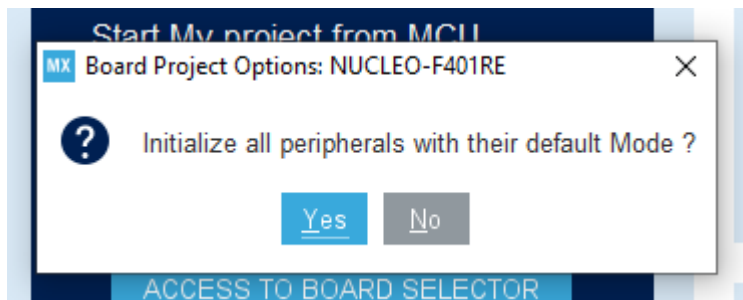 Start My project from MCU
MX Board Project Options: NUCLEO-F401RE
? Initialize all peripherals with their default Mode ?
Yes No
ACCESS TO BOARD SELECTOR